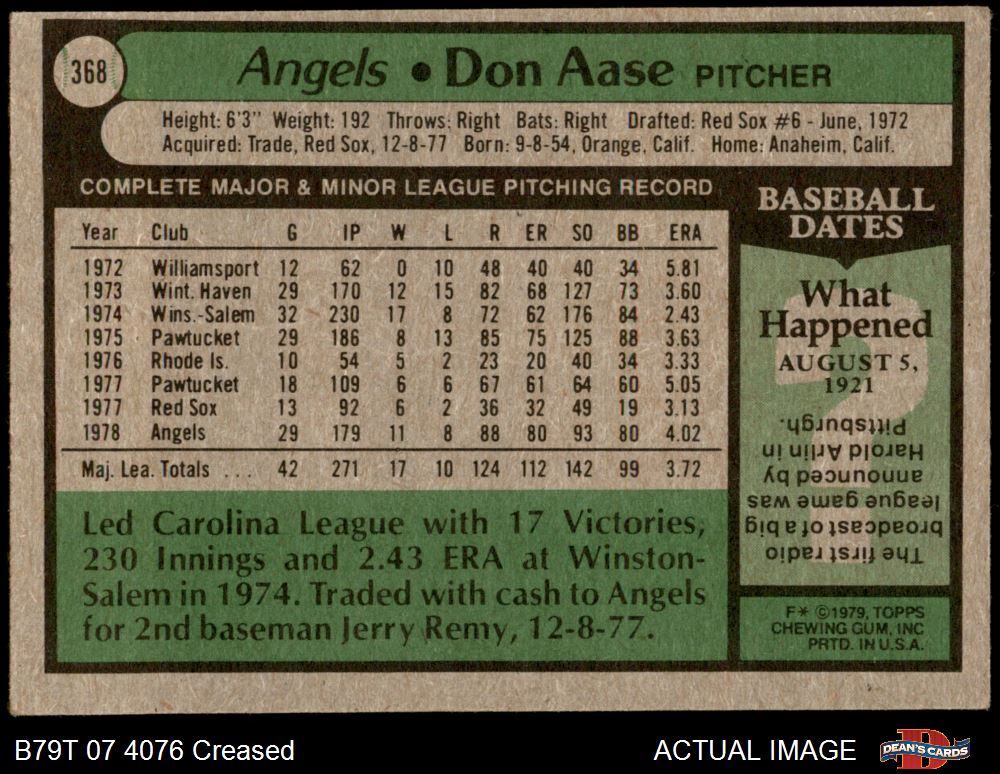 368
Angels • Don Aase PITCHER
Height: 6'3" Weight: 192 Throws: Right Bats: Right Drafted: Red Sox #6 - June, 1972
Acquired: Trade, Red Sox, 12-8-77 Born: 9-8-54, Orange, Calif. Home: Anaheim, Calif.
COMPLETE MAJOR & MINOR LEAGUE PITCHING RECORD
Year Club G IP W L R ER SO BB ERA
1972 Williamsport 12 62 0 10 48 40 40 34 5.81
1973 Wint. Haven 29 170 12 15 82 68 127 73 3.60
1974 Wins.-Salem 32 230 17 8 72 62 176 84 2.43
1975 Pawtucket 29 186 8 13 85 75 125 88 3.63
1976 Rhode Is. 10 54 5 2 23 20 40 34 3.33
1977 Pawtucket 18 109 6 6 67 61 64 60 5.05
1977 Red Sox 13 92 6 2 36 32 49 19 3.13
1978 Angels 29 179 11 8 88 80 93 80 4.02
Maj. Lea. Totals . . . 42 271 17 10 124 112 142 99 3.72
Led Carolina League with 17 Victories,
230 Innings and 2.43 ERA at Winston-
Salem in 1974. Traded with cash to Angels
for 2nd baseman Jerry Remy, 12-8-77.
BASEBALL
DATES
What
Happened
AUGUST 5,
1921
The first radio
broadcast of a big
league game was
announced by
Harold Arlin in
Pittsburgh.
F* ©1979, TOPPS
CHEWING GUM, INC
PRTD. IN U.S.A.
B79T 07 4076 Creased
ACTUAL IMAGE
DEAN'S CARDS